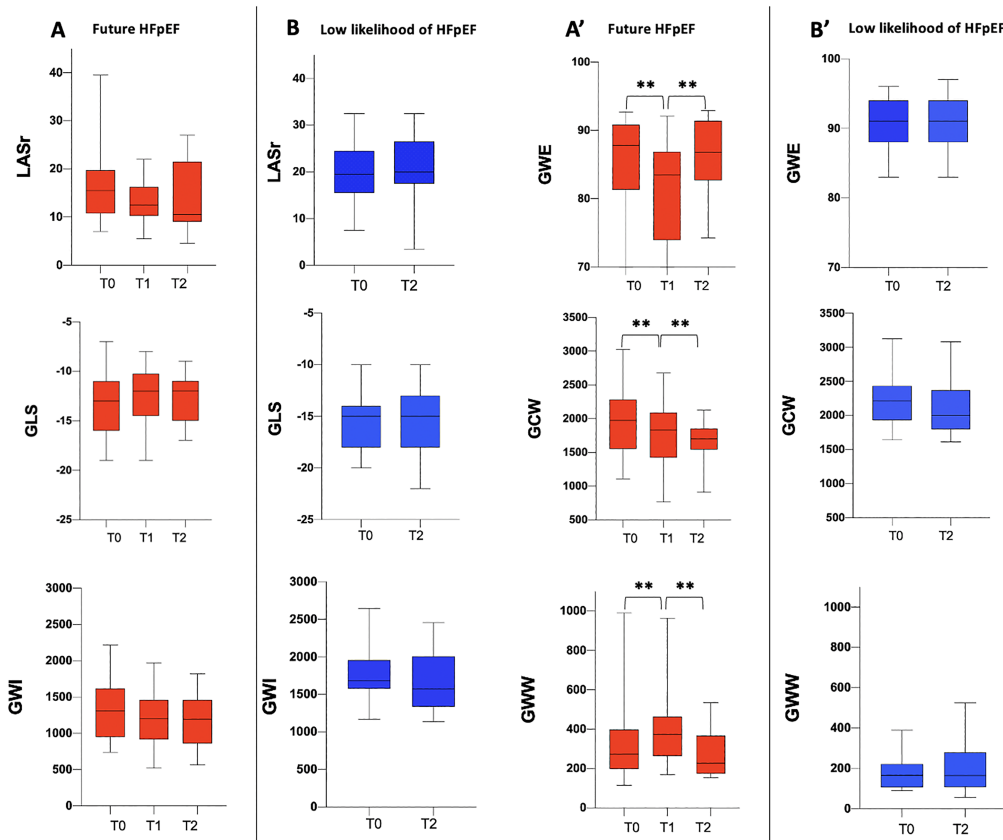 A Future HFpEF
B Low likelihood of HFpEF
A’ Future HFpEF
B’ Low likelihood of HFpEF
LASr
40
30
20
10
0
T0 T1 T2
LASr
40
30
20
10
0
T0 T2
GWE
100
90
80
70
** **
T0 T1 T2
GWE
100
90
80
70
T0 T2
GLS
-5
-10
-15
-20
-25
T0 T1 T2
GLS
-5
-10
-15
-20
-25
T0 T2
GCW
3500
3000
2500
2000
1500
1000
500
** **
T0 T1 T2
GCW
3500
3000
2500
2000
1500
1000
500
T0 T2
GWI
3000
2500
2000
1500
1000
500
0
T0 T1 T2
GWI
3000
2500
2000
1500
1000
500
0
T0 T2
GWW
1000
800
600
400
200
0
** **
T0 T1 T2
GWW
1000
800
600
400
200
0
T0 T2